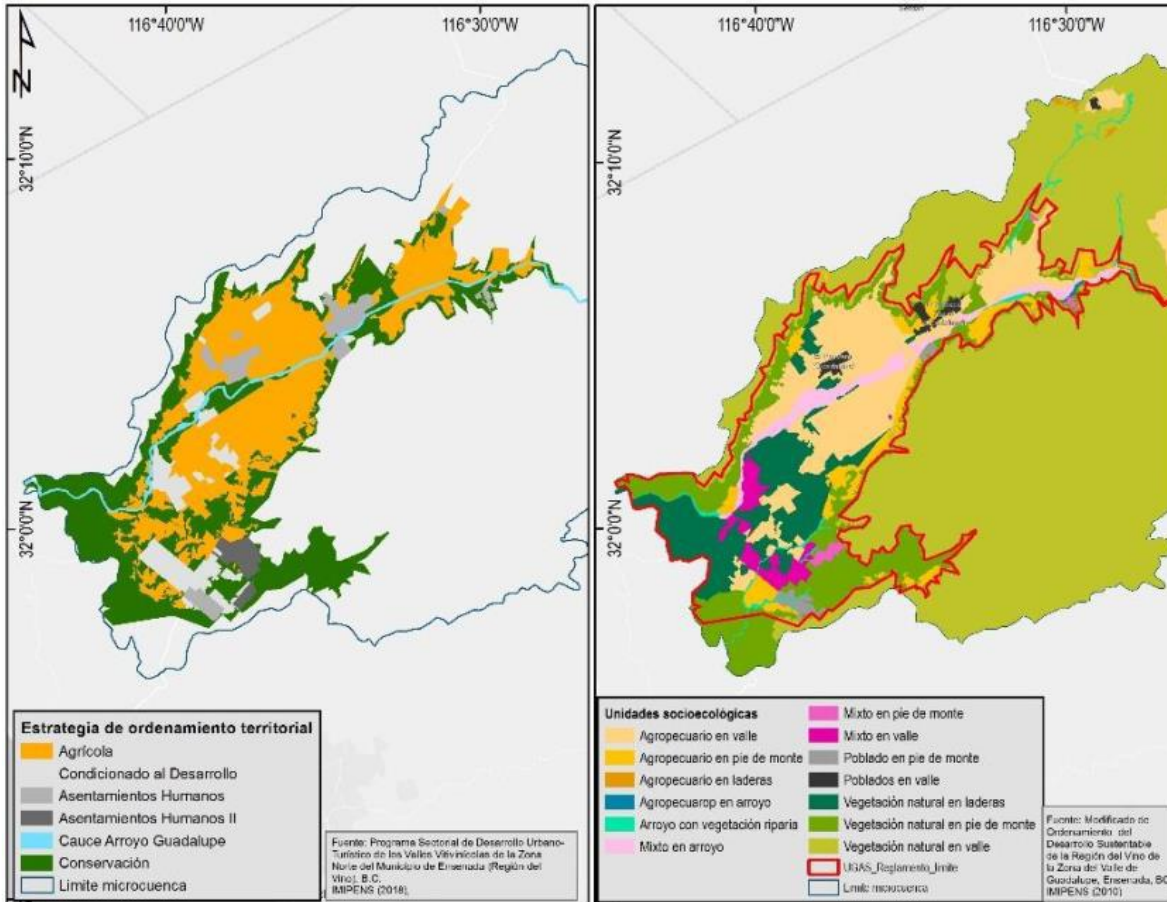 116°40'0"W
116°30'0"W
N
32°10'0"N
32°0'0"N
Estrategia de ordenamiento territorial
Agrícola
Condicionado al Desarrollo
Asentamientos Humanos
Asentamientos Humanos II
Cauce Arroyo Guadalupe
Conservación
Limite microcuenca
Fuente: Programa Sectorial de Desarrollo Urbano-
Turístico de los Valles Vitivinícolas de la Zona
Norte del Municipio de Ensenada (Región del
Vino), B.C.
IMIPENS (2018),
116°40'0"W
116°30'0"W
32°10'0"N
32°0'0"N
Unidades socioecológicas
Agropecuario en valle
Agropecuario en pie de monte
Agropecuario en laderas
Agropecuarop en arroyo
Arroyo con vegetación riparia
Mixto en arroyo
Mixto en pie de monte
Mixto en valle
Poblado en pie de monte
Poblados en valle
Vegetación natural en laderas
Vegetación natural en pie de monte
Vegetación natural en valle
UGAS_Reglamento_limite
Limite microcuenca
Fuente: Modificado de
Ordenamiento del
Desarrollo Sustentable
de la Región del Vino de
la Zona del Valle de
Guadalupe, Ensenada, BC
IMIPENS (2010)